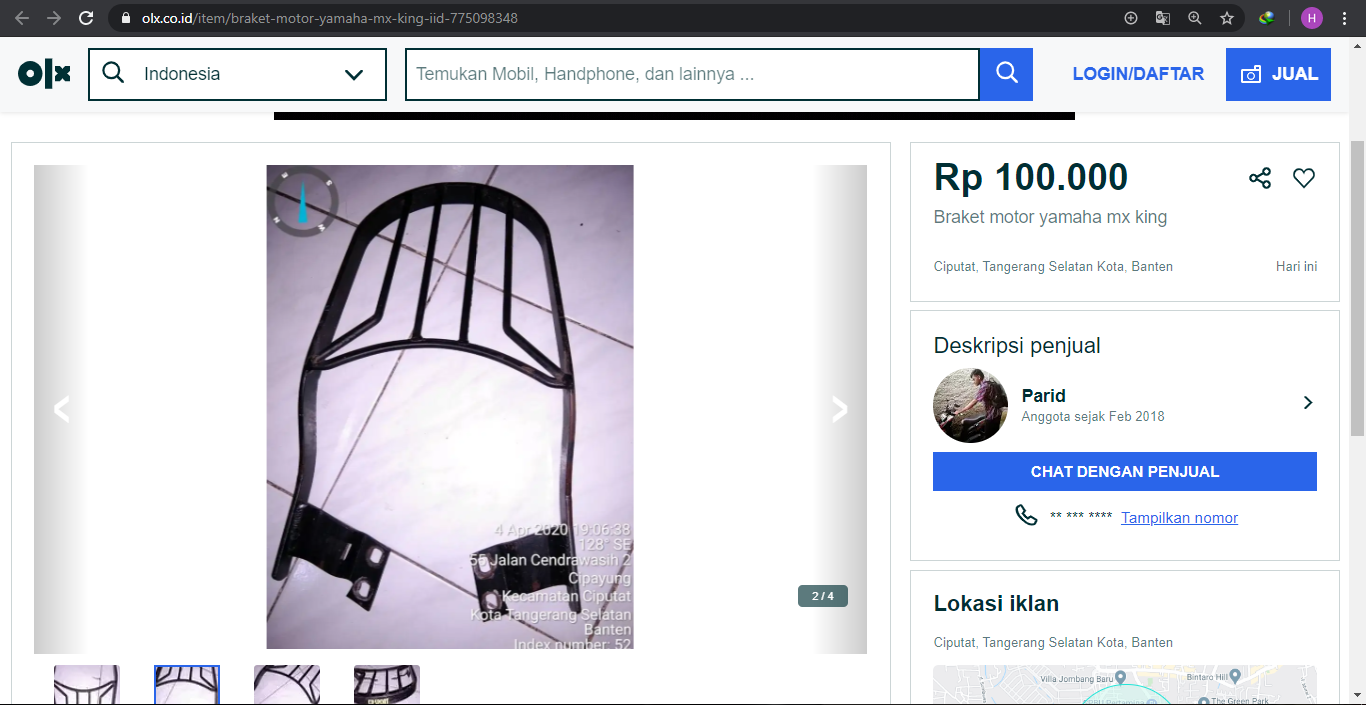 olx.co.id/item/braket-motor-yamaha-mx-king-iid-775098348
H
olx
Indonesia
Temukan Mobil, Handphone, dan lainnya ...
LOGIN/DAFTAR
JUAL
4 Apr 2020 19:06:38
128° SE
55 Jalan Cendrawasih 2
Cipayung
Kecamatan Ciputat
Kota Tangerang Selatan
Banten
Index number: 52
2 / 4
Rp 100.000
Braket motor yamaha mx king
Ciputat, Tangerang Selatan Kota, Banten
Hari ini
Deskripsi penjual
Parid
Anggota sejak Feb 2018
CHAT DENGAN PENJUAL
** *** **** Tampilkan nomor
Lokasi iklan
Ciputat, Tangerang Selatan Kota, Banten
Villa Jombang Baru
Bintaro Hill
SPBU Pertamina
The Green Park